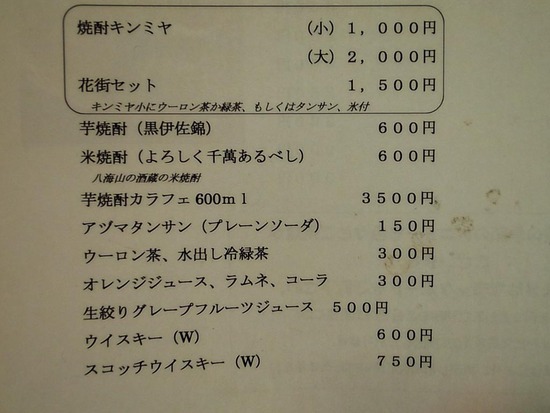 焼酎キンミヤ （小）１，０００円
（大）２，０００円
花街セット １，５００円
キンミヤ小にウーロン茶か緑茶、もしくはタンサン、氷付
芋焼酎（黒伊佐錦） ６００円
米焼酎（よろしく千萬あるべし） ６００円
八海山の酒蔵の米焼酎
芋焼酎カラフェ600ｍｌ ３５００円
アヅマタンサン（プレーンソーダ） １５０円
ウーロン茶、水出し冷緑茶 ３００円
オレンジジュース、ラムネ、コーラ ３００円
生絞りグレープフルーツジュース ５００円
ウイスキー（W） ６００円
スコッチウイスキー（W) ７５０円